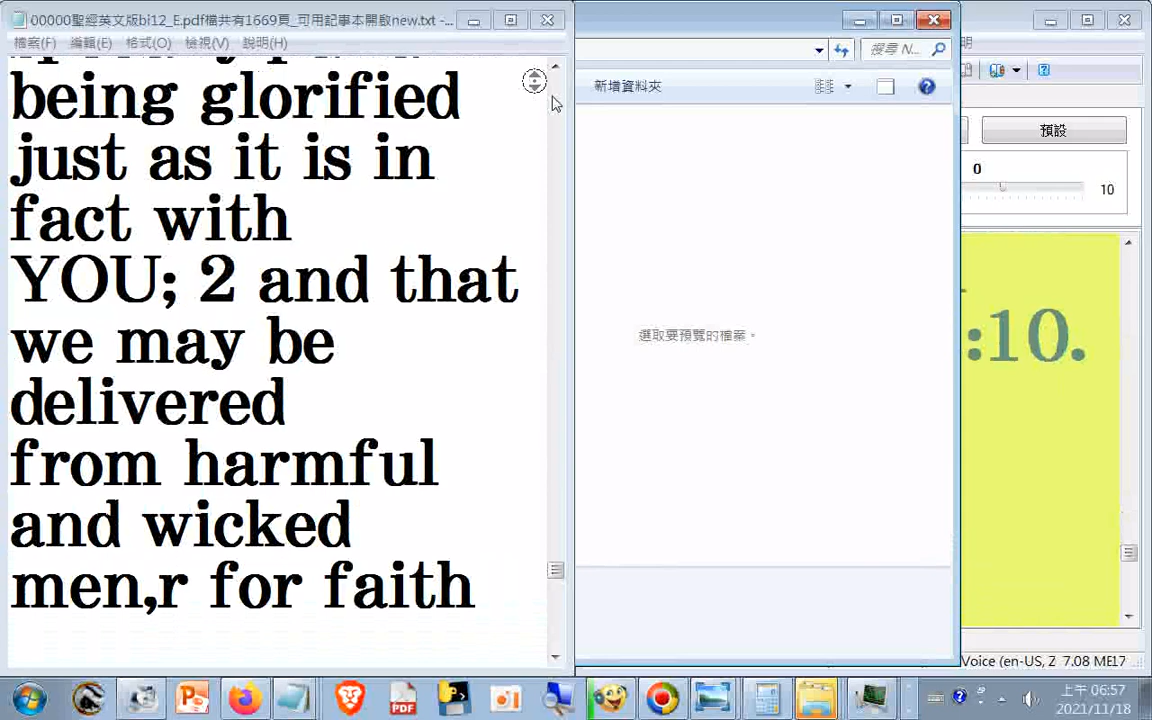 00000聖經英文版bi12_E.pdf檔共有1669頁_可用記事本開啟new.txt -...
檔案(F) 編輯(E) 格式(O) 檢視(V) 說明(H)
being glorified
just as it is in
fact with
YOU; 2 and that
we may be
delivered
from harmful
and wicked
men,r for faith
搜尋 N...
新增資料夾
選取要預覽的檔案。
明
預設
0
10
:10.
Voice (en-US, Z 7.08 ME17
上午 06:57
2021/11/18